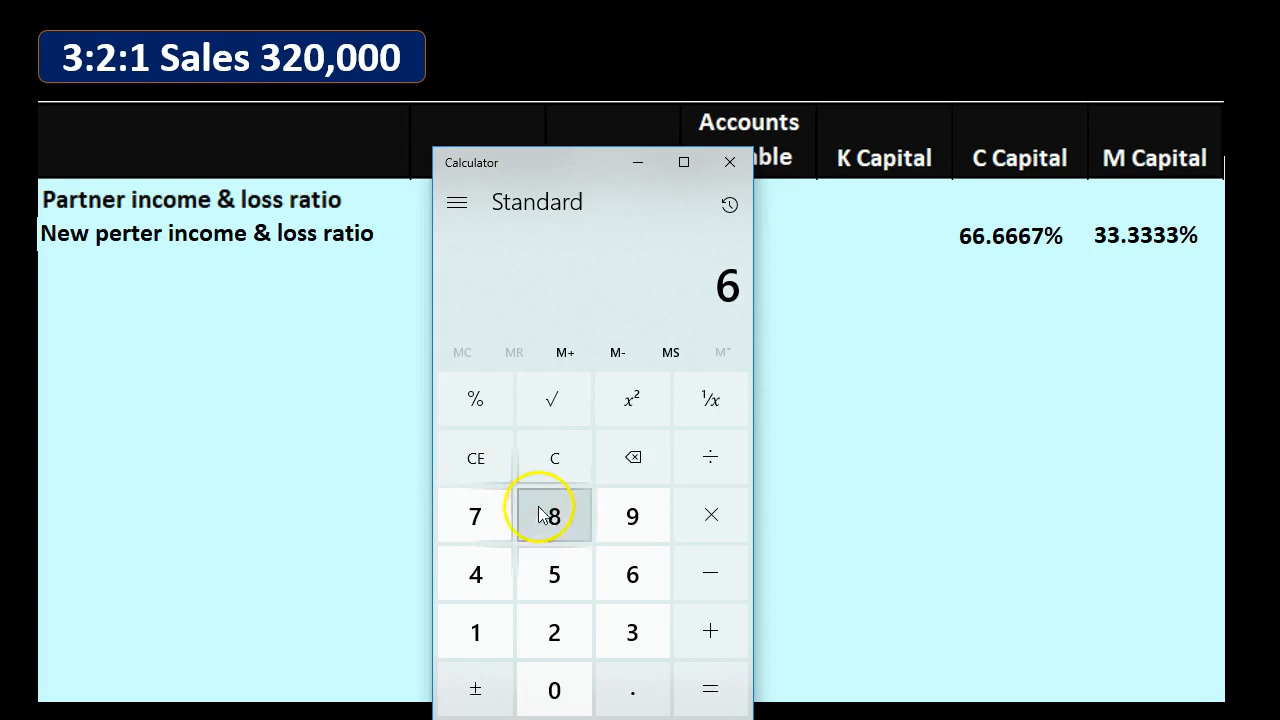 3:2:1 Sales 320,000
Accounts
ble K Capital C Capital M Capital
Calculator
Standard
Partner income & loss ratio
New perter income & loss ratio 66.6667% 33.3333%
6
MC MR M+ M- MS M˅
% √ x² ¹/x
CE C ⌫ ÷
7 8 9 ×
4 5 6 −
1 2 3 +
± 0 . =